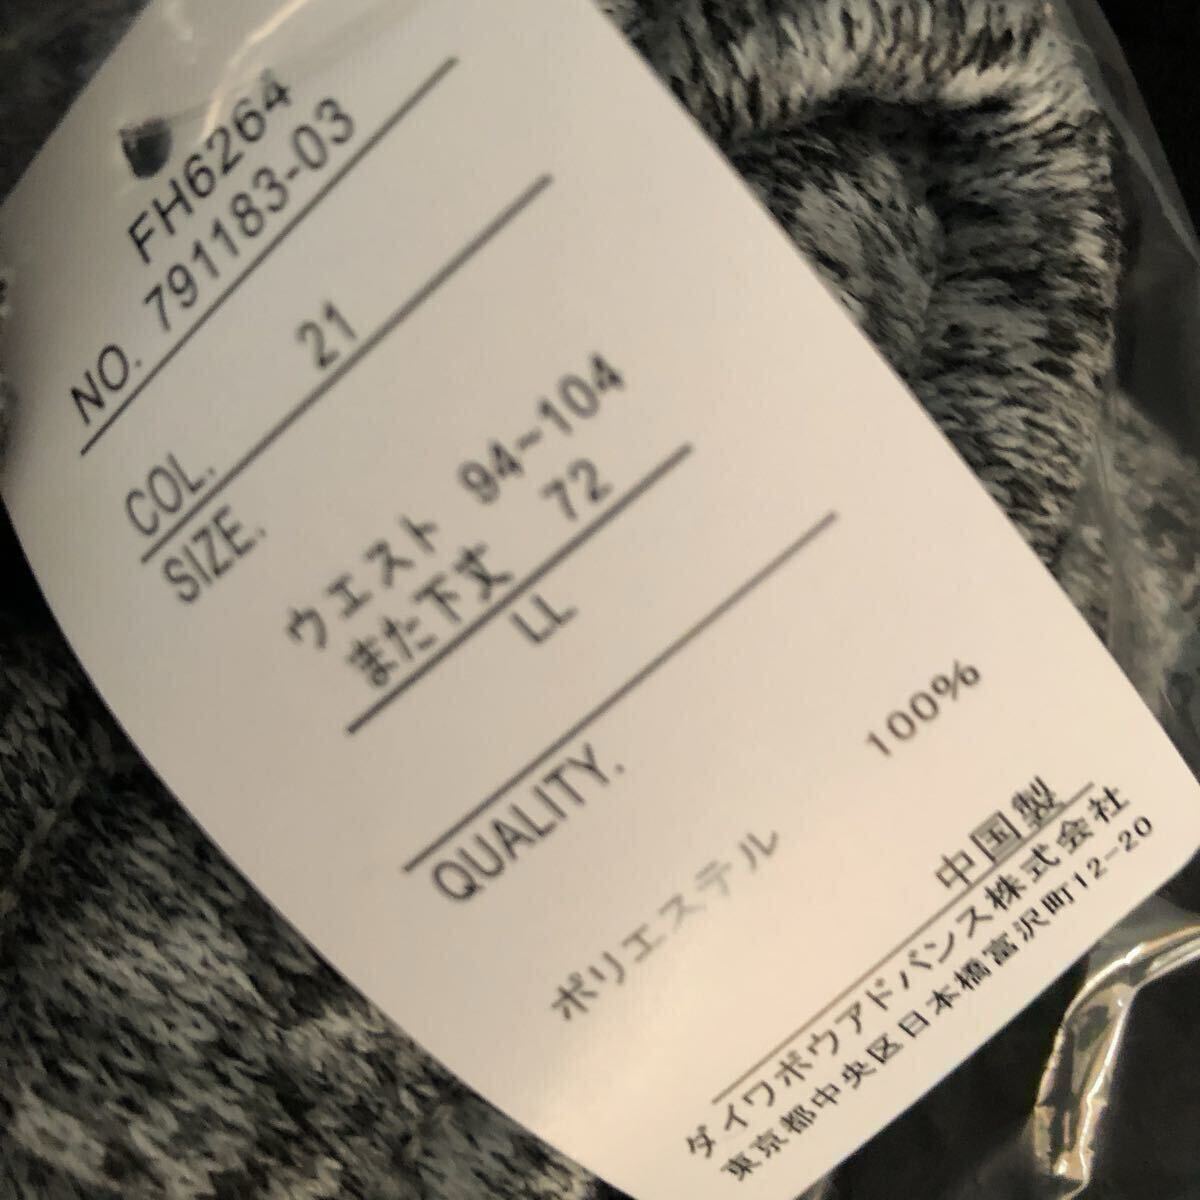 FH6264
NO. 791183-03
COL. 21
SIZE.
ウエスト 94~104
また下丈 72
LL
QUALITY.
ポリエステル 100%
中国製
ダイワボウアドバンス株式会社
東京都中央区日本橋富沢町12-20